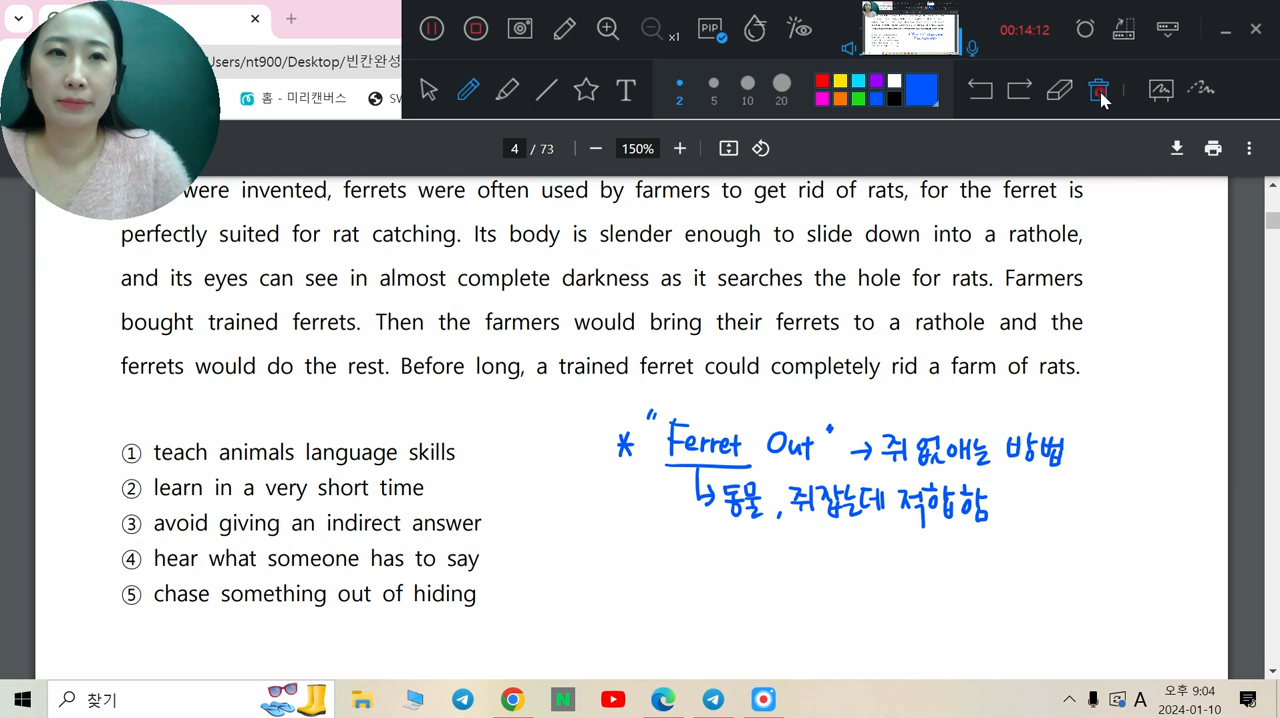 Users/nt900/Desktop/빈칸완성
홈 - 미리캔버스
x1
PIP
00:14:12
T
2 5 10 20
4 / 73
150%
were invented, ferrets were often used by farmers to get rid of rats, for the ferret is
perfectly suited for rat catching. Its body is slender enough to slide down into a rathole,
and its eyes can see in almost complete darkness as it searches the hole for rats. Farmers
bought trained ferrets. Then the farmers would bring their ferrets to a rathole and the
ferrets would do the rest. Before long, a trained ferret could completely rid a farm of rats.
* "Ferret Out" → 쥐 없애는 방법
↳ 동물, 쥐잡는데 적합함
① teach animals language skills
② learn in a very short time
③ avoid giving an indirect answer
④ hear what someone has to say
⑤ chase something out of hiding
찾기
N
A
오후 9:04
2024-01-10